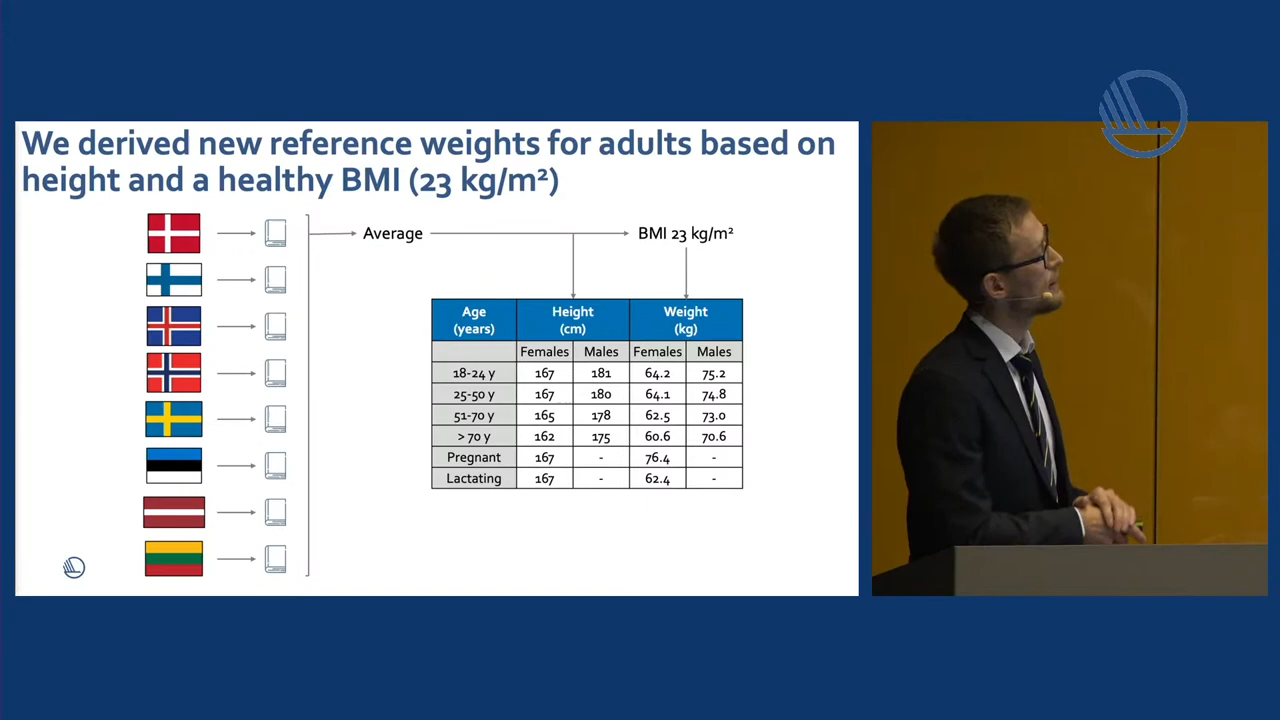 We derived new reference weights for adults based on
height and a healthy BMI (23 kg/m²)
Average
BMI 23 kg/m²
Age (years) Height (cm) Weight (kg)
Females Males Females Males
18-24 y 167 181 64.2 75.2
25-50 y 167 180 64.1 74.8
51-70 y 165 178 62.5 73.0
> 70 y 162 175 60.6 70.6
Pregnant 167 - 76.4 -
Lactating 167 - 62.4 -